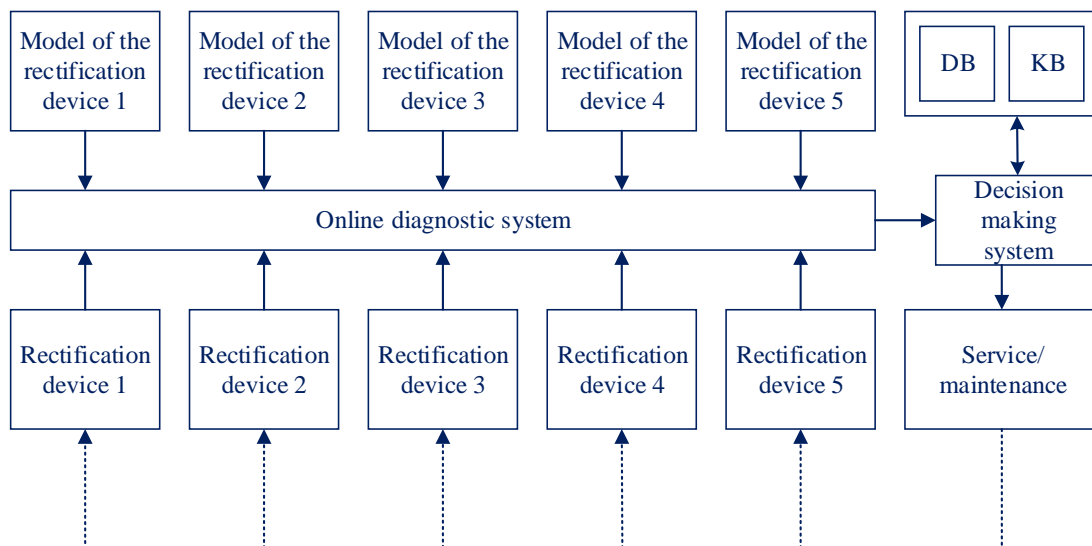 Model of the
rectification
device 1
Model of the
rectification
device 2
Model of the
rectification
device 3
Model of the
rectification
device 4
Model of the
rectification
device 5
DB
KB
Online diagnostic system
Decision
making
system
Rectification
device 1
Rectification
device 2
Rectification
device 3
Rectification
device 4
Rectification
device 5
Service/
maintenance